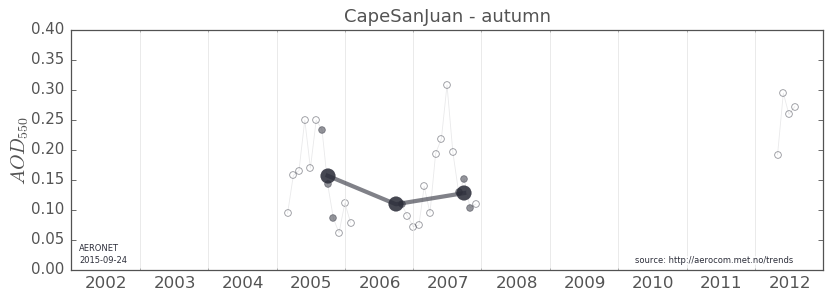 CapeSanJuan - autumn
0.40
0.35
0.30
0.25
0.20
0.15
0.10
0.05
0.00
AOD550
AERONET
2015-09-24
source: http://aerocom.met.no/trends
2002 2003 2004 2005 2006 2007 2008 2009 2010 2011 2012